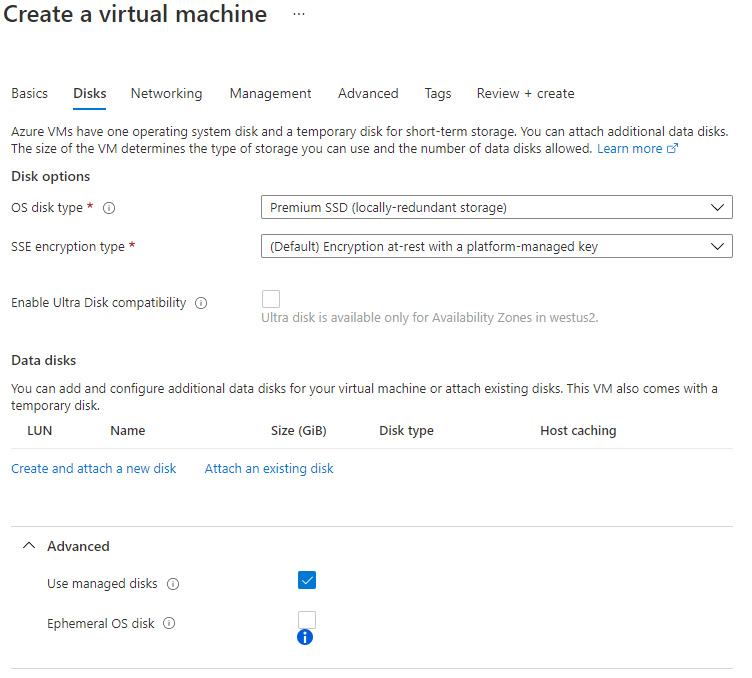 Create a virtual machine ...
Basics Disks Networking Management Advanced Tags Review + create
Azure VMs have one operating system disk and a temporary disk for short-term storage. You can attach additional data disks.
The size of the VM determines the type of storage you can use and the number of data disks allowed. Learn more
Disk options
OS disk type * Premium SSD (locally-redundant storage)
SSE encryption type * (Default) Encryption at-rest with a platform-managed key
Enable Ultra Disk compatibility
Ultra disk is available only for Availability Zones in westus2.
Data disks
You can add and configure additional data disks for your virtual machine or attach existing disks. This VM also comes with a
temporary disk.
LUN Name Size (GiB) Disk type Host caching
Create and attach a new disk Attach an existing disk
Advanced
Use managed disks
Ephemeral OS disk